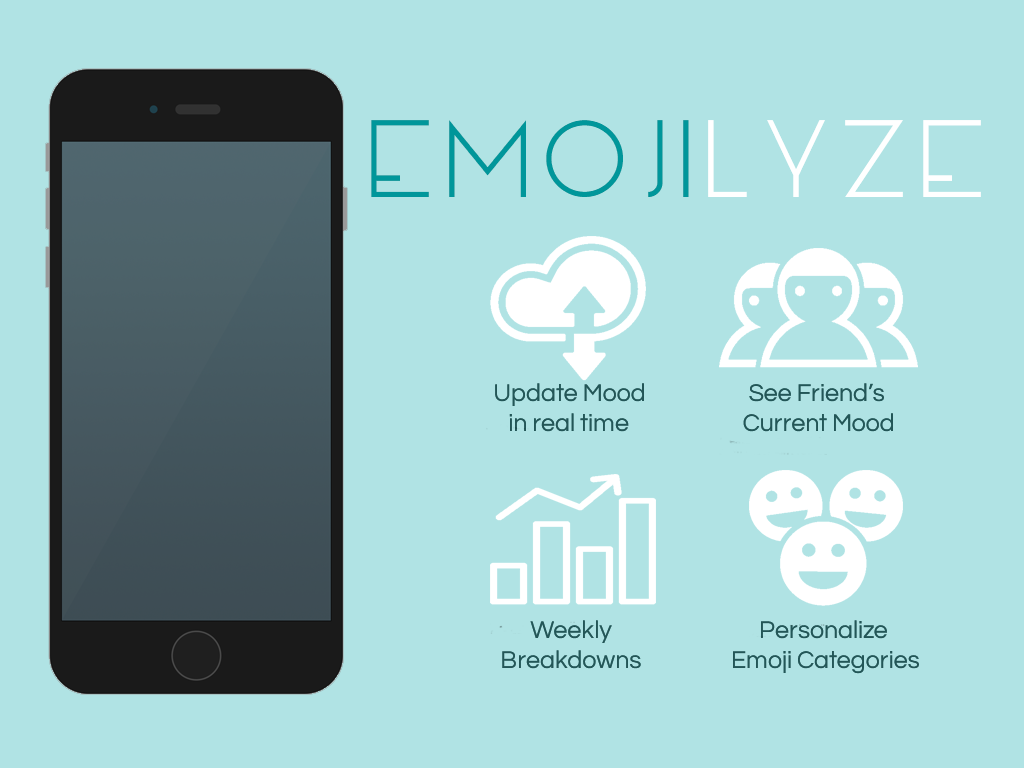 EMOJILYZE
Update Mood
in real time
See Friend’s
Current Mood
Weekly
Breakdowns
Personalize
Emoji Categories